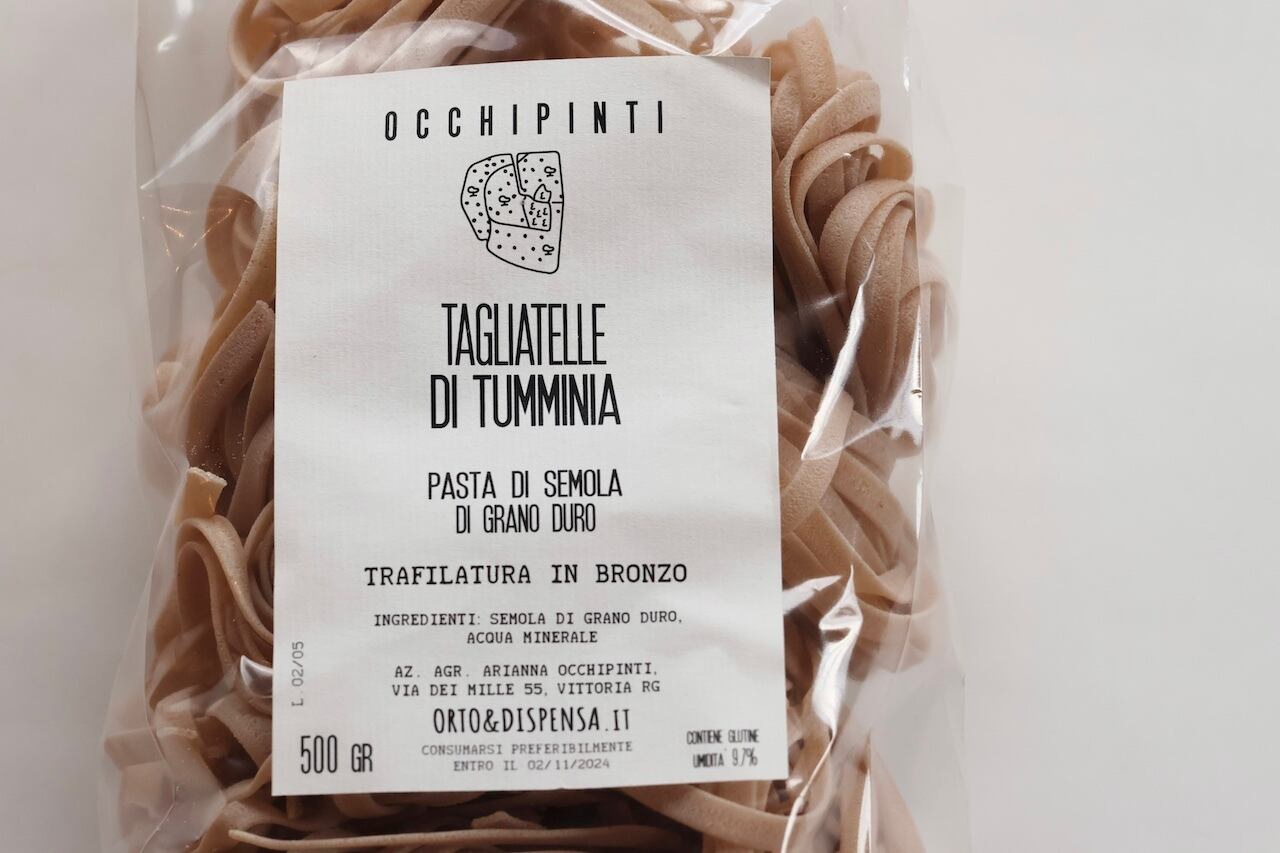 OCCHIPINTI
TAGLIATELLE
DI TUMMINIA
PASTA DI SEMOLA
DI GRANO DURO
TRAFILATURA IN BRONZO
INGREDIENTI: SEMOLA DI GRANO DURO,
ACQUA MINERALE
AZ. AGR. ARIANNA OCCHIPINTI,
VIA DEI MILLE 55, VITTORIA RG
ORTO&DISPENSA.IT
CONSUMARSI PREFERIBILMENTE
ENTRO IL 02/11/2024
L. 02/05
500 GR
CONTIENE GLUTINE
UMIDITA' 9.7%